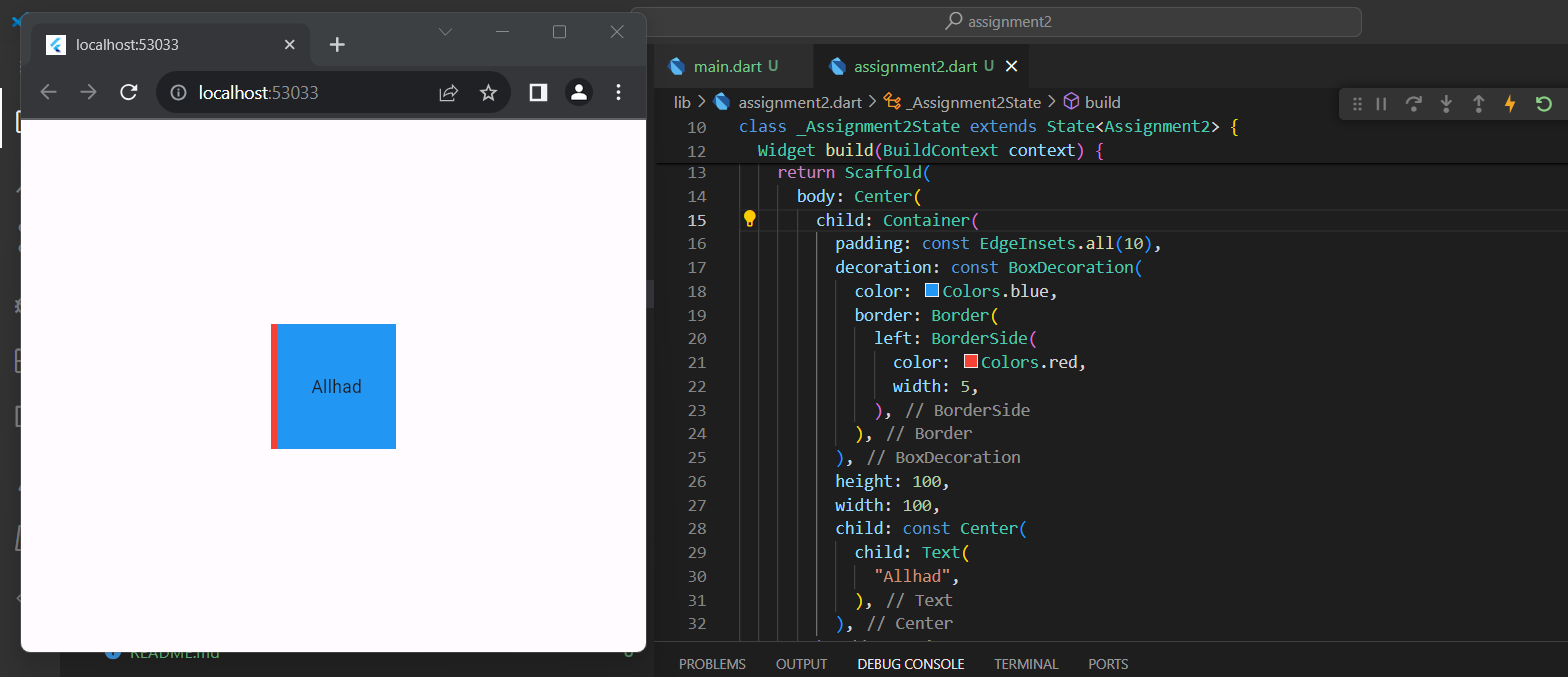 assignment2
localhost:53033
localhost:53033
Allhad
main.dart U
assignment2.dart U
lib > assignment2.dart > _Assignment2State > build
10 class _Assignment2State extends State<Assignment2> {
12 Widget build(BuildContext context) {
13 return Scaffold(
14 body: Center(
15 child: Container(
16 padding: const EdgeInsets.all(10),
17 decoration: const BoxDecoration(
18 color: Colors.blue,
19 border: Border(
20 left: BorderSide(
21 color: Colors.red,
22 width: 5,
23 ), // BorderSide
24 ), // Border
25 ), // BoxDecoration
26 height: 100,
27 width: 100,
28 child: const Center(
29 child: Text(
30 "Allhad",
31 ), // Text
32 ), // Center
README.md
PROBLEMS OUTPUT DEBUG CONSOLE TERMINAL PORTS